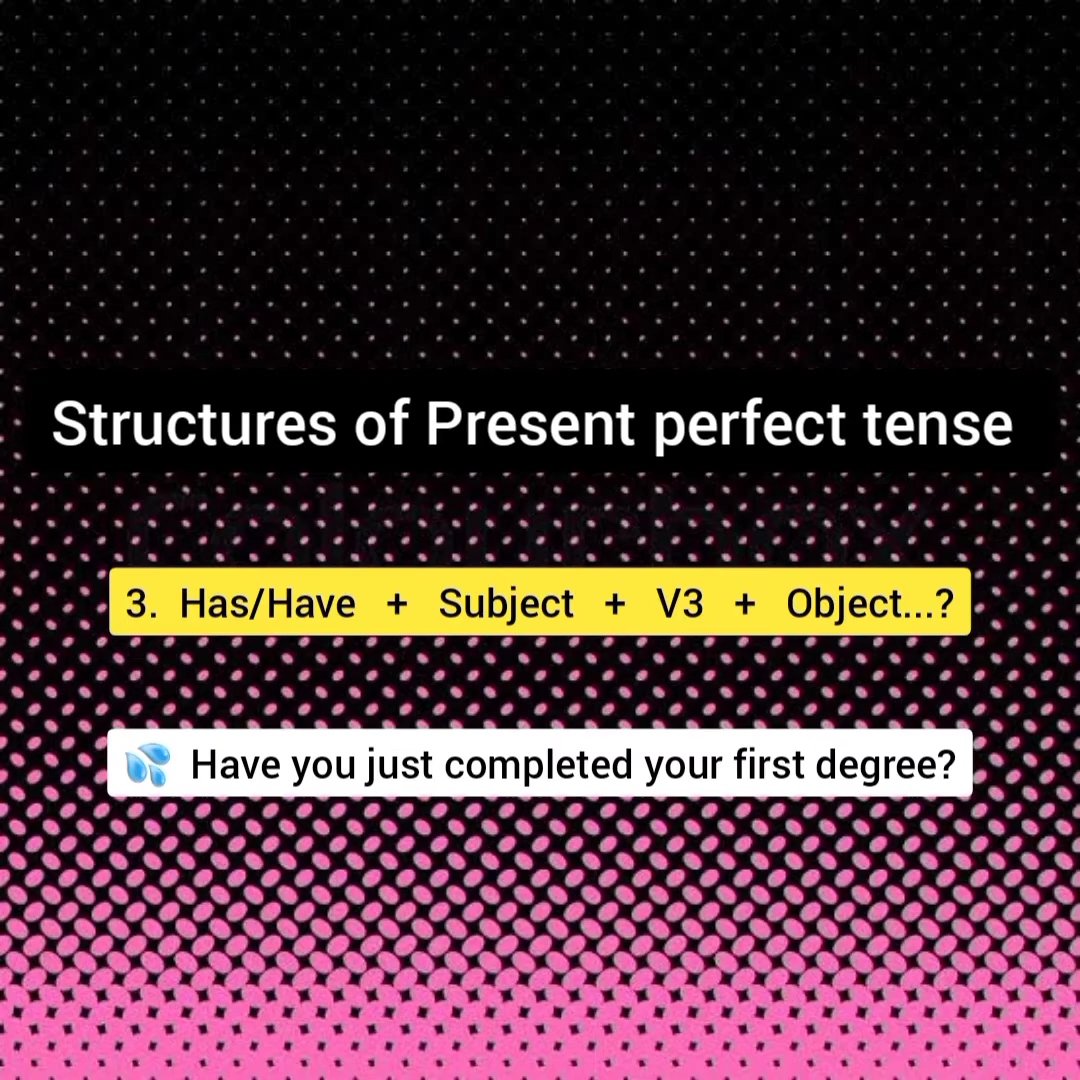 Structures of Present perfect tense
3. Has/Have + Subject + V3 + Object...?
💦 Have you just completed your first degree?